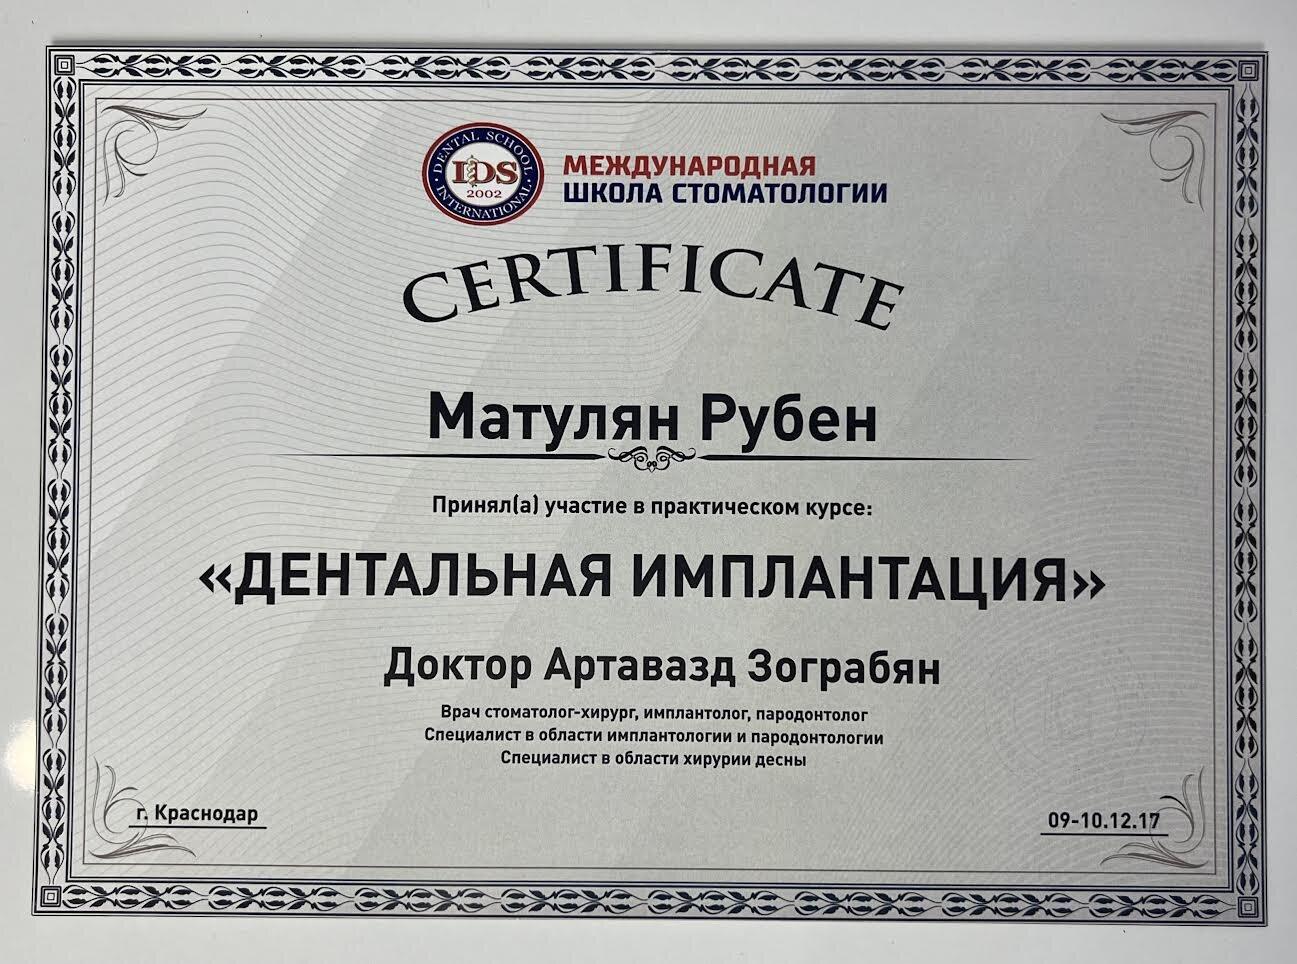 DENTAL SCHOOL
IDS
2002
INTERNATIONAL
МЕЖДУНАРОДНАЯ
ШКОЛА СТОМАТОЛОГИИ
CERTIFICATE
Матулян Рубен
Принял(а) участие в практическом курсе:
«ДЕНТАЛЬНАЯ ИМПЛАНТАЦИЯ»
Доктор Артавазд Зограбян
Врач стоматолог-хирург, имплантолог, пародонтолог
Специалист в области имплантологии и пародонтологии
Специалист в области хирурии десны
г. Краснодар
09-10.12.17